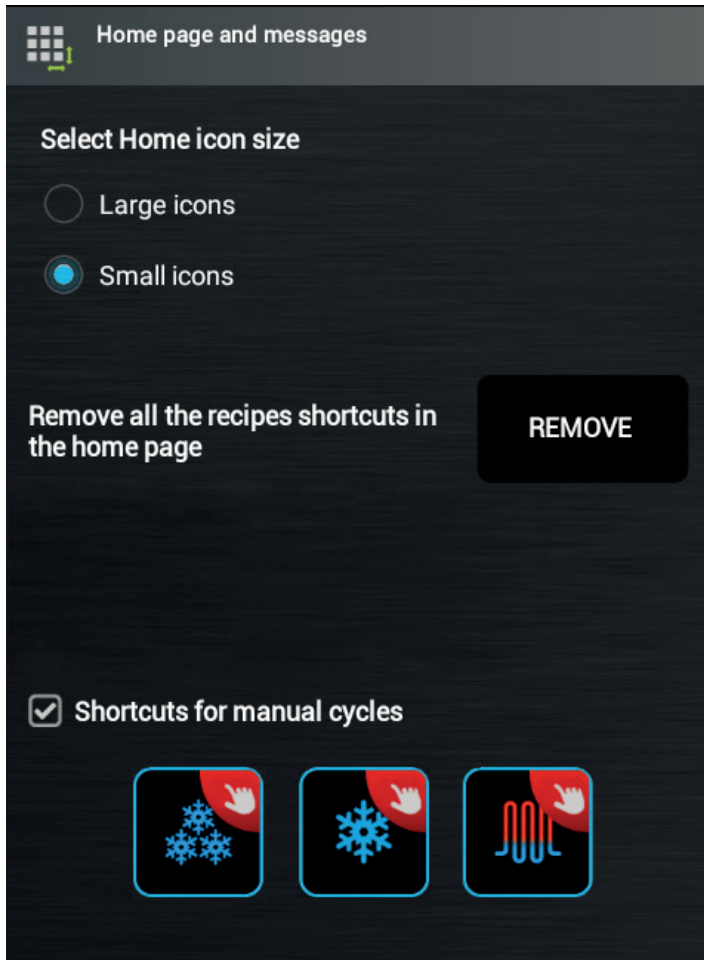 Home page and messages
Select Home icon size
Large icons
Small icons
Remove all the recipes shortcuts in
the home page
REMOVE
Shortcuts for manual cycles